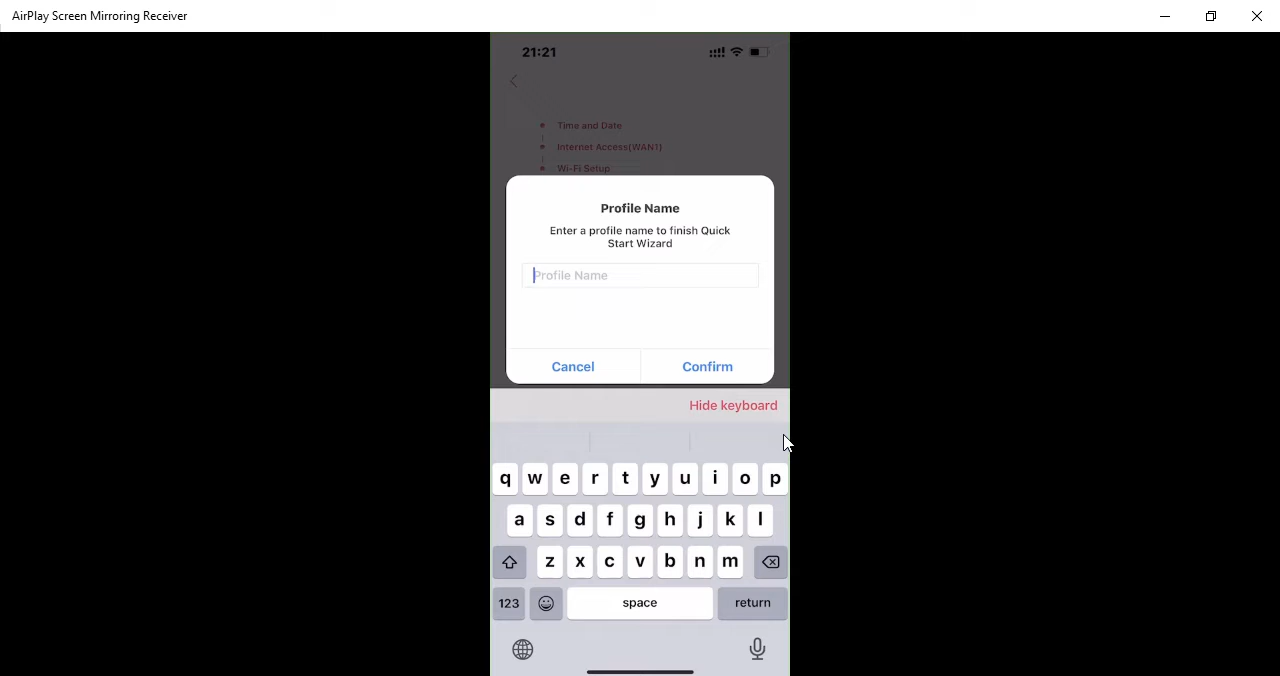 AirPlay Screen Mirroring Receiver
21:21
Time and Date
Internet Access(WAN1)
Wi-Fi Setup
Profile Name
Enter a profile name to finish Quick
Start Wizard
Profile Name
Cancel
Confirm
Hide keyboard
q w e r t y u i o p
a s d f g h j k l
z x c v b n m
123
space
return